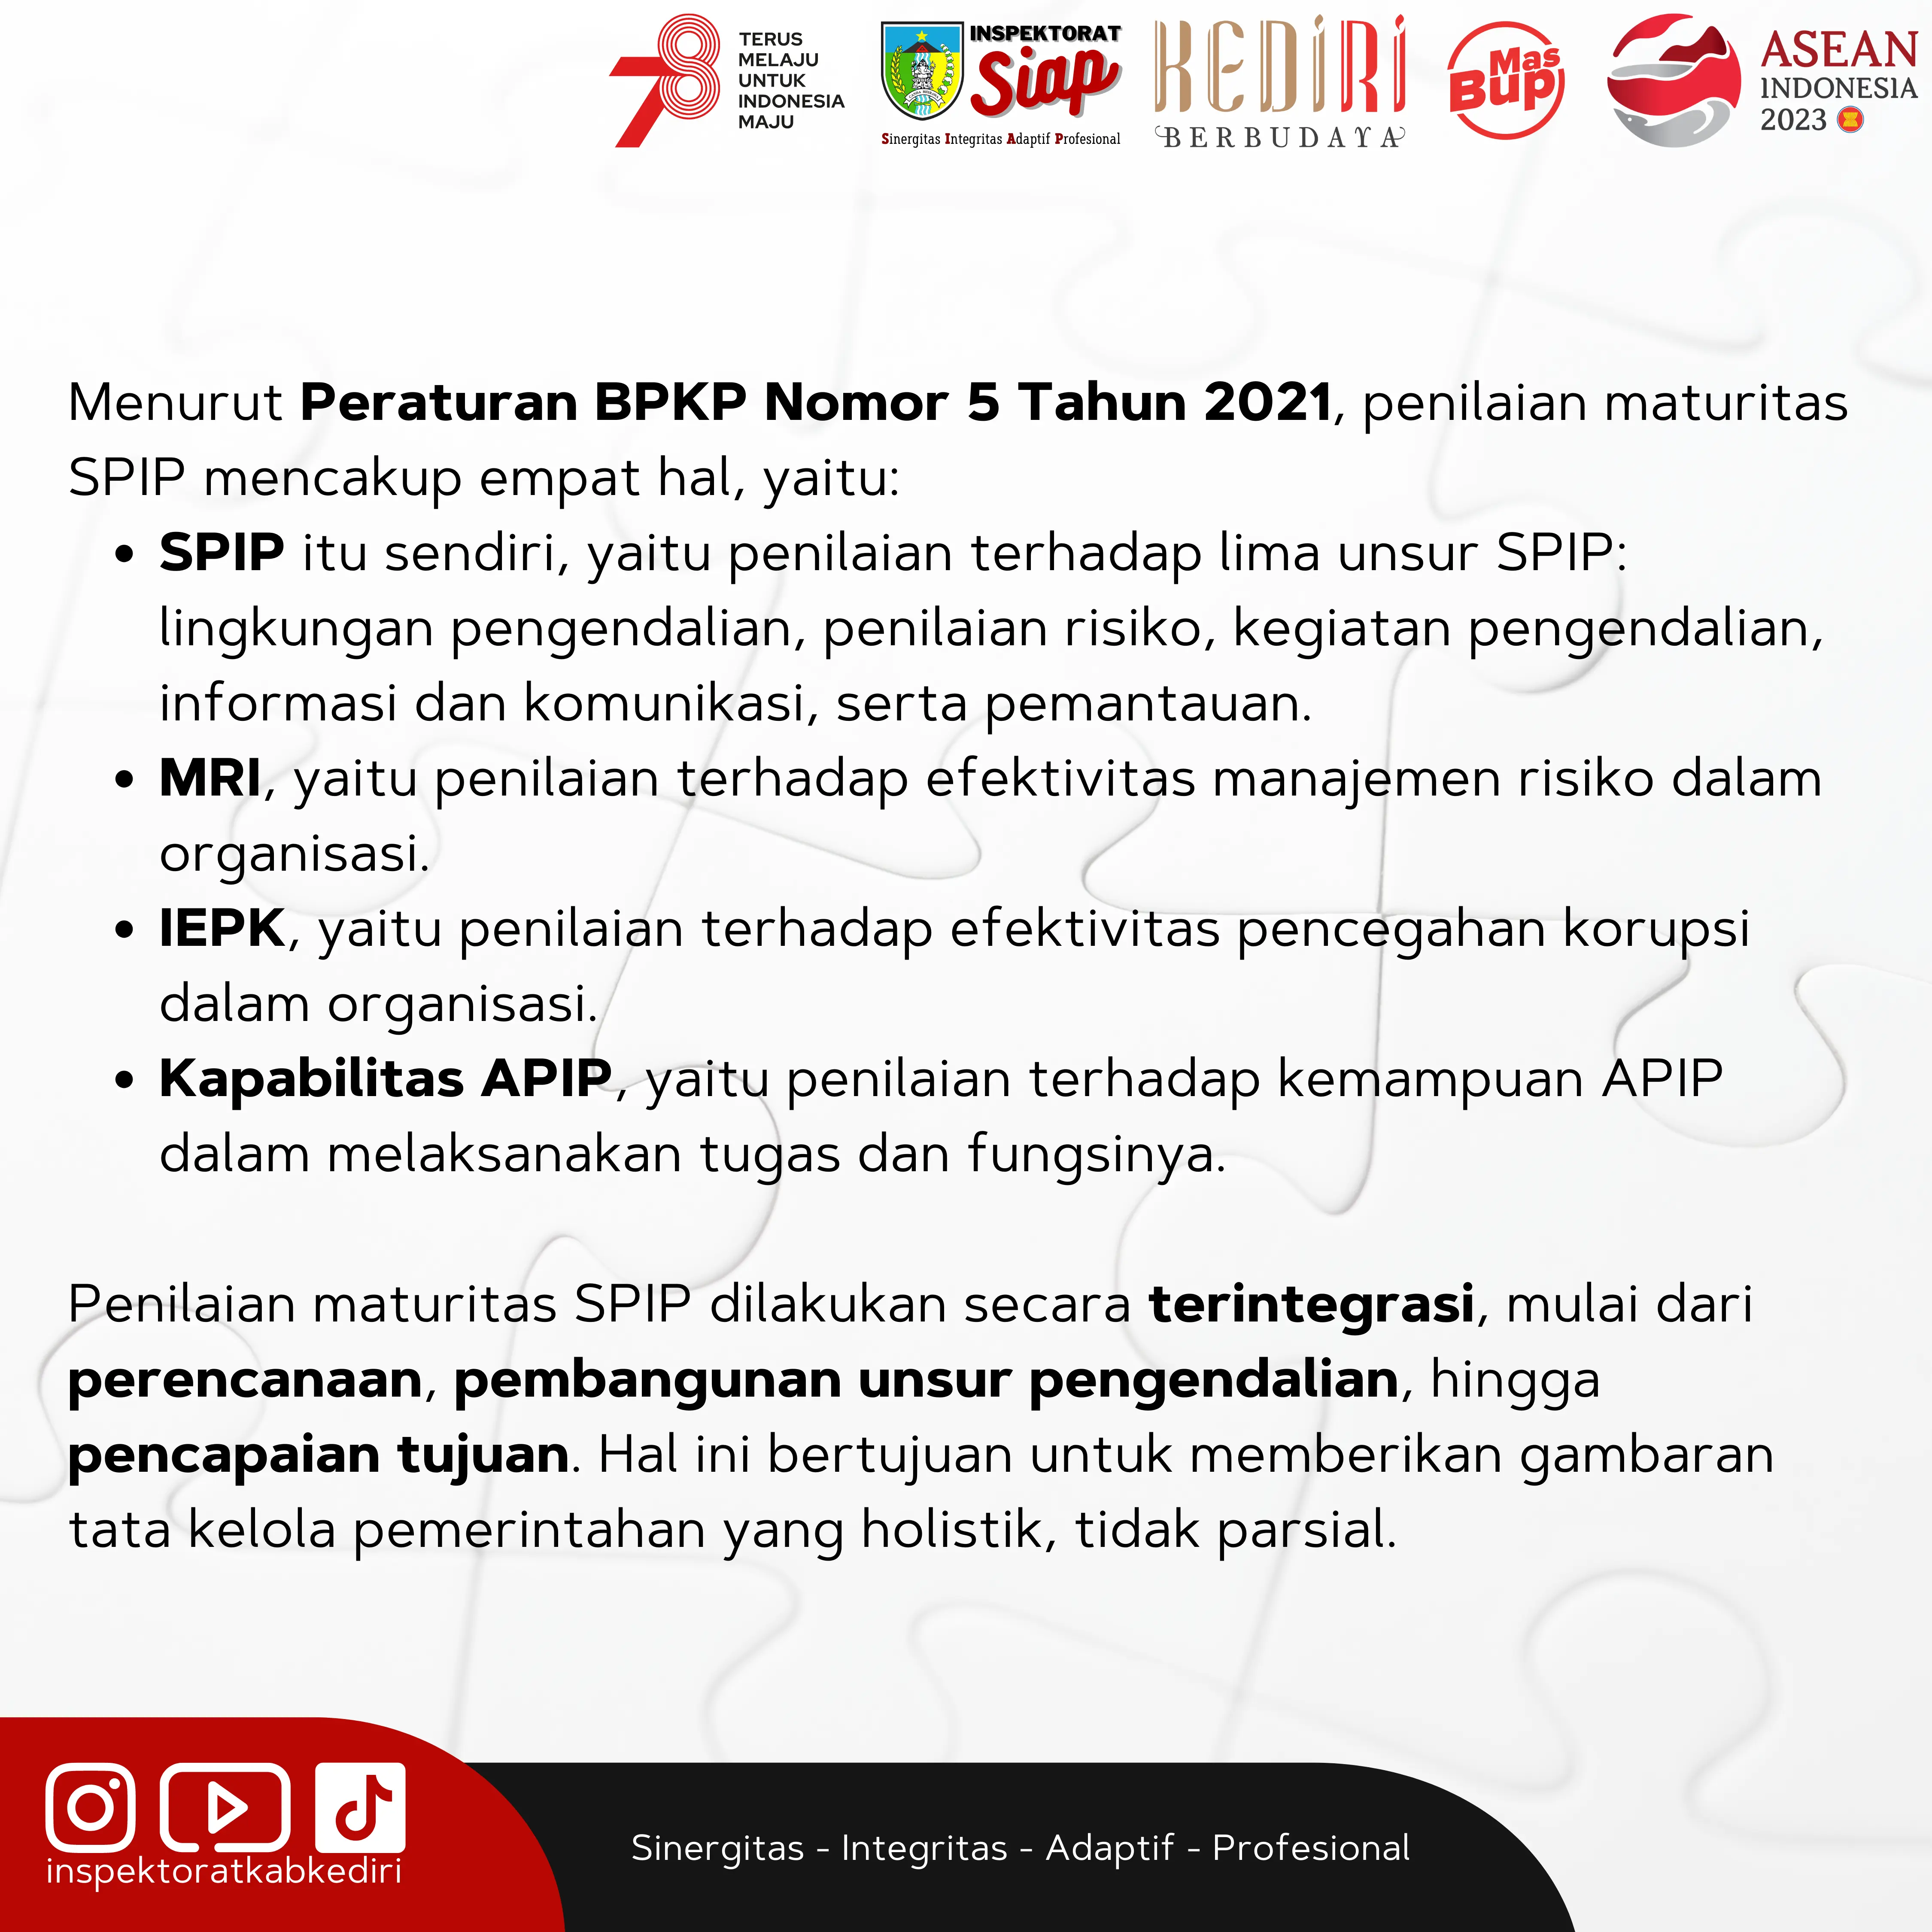 78
TERUS
MELAJU
UNTUK
INDONESIA
MAJU
INSPEKTORAT
Siap
Sinergitas Integritas Adaptif Profesional
KEDIRI
BERBUDAYA
Mas
Bup
ASEAN
INDONESIA
2023
Menurut Peraturan BPKP Nomor 5 Tahun 2021, penilaian maturitas
SPIP mencakup empat hal, yaitu:
• SPIP itu sendiri, yaitu penilaian terhadap lima unsur SPIP:
lingkungan pengendalian, penilaian risiko, kegiatan pengendalian,
informasi dan komunikasi, serta pemantauan.
• MRI, yaitu penilaian terhadap efektivitas manajemen risiko dalam
organisasi.
• IEPK, yaitu penilaian terhadap efektivitas pencegahan korupsi
dalam organisasi.
• Kapabilitas APIP, yaitu penilaian terhadap kemampuan APIP
dalam melaksanakan tugas dan fungsinya.
Penilaian maturitas SPIP dilakukan secara terintegrasi, mulai dari
perencanaan, pembangunan unsur pengendalian, hingga
pencapaian tujuan. Hal ini bertujuan untuk memberikan gambaran
tata kelola pemerintahan yang holistik, tidak parsial.
inspektoratkabkediri
Sinergitas - Integritas - Adaptif - Profesional